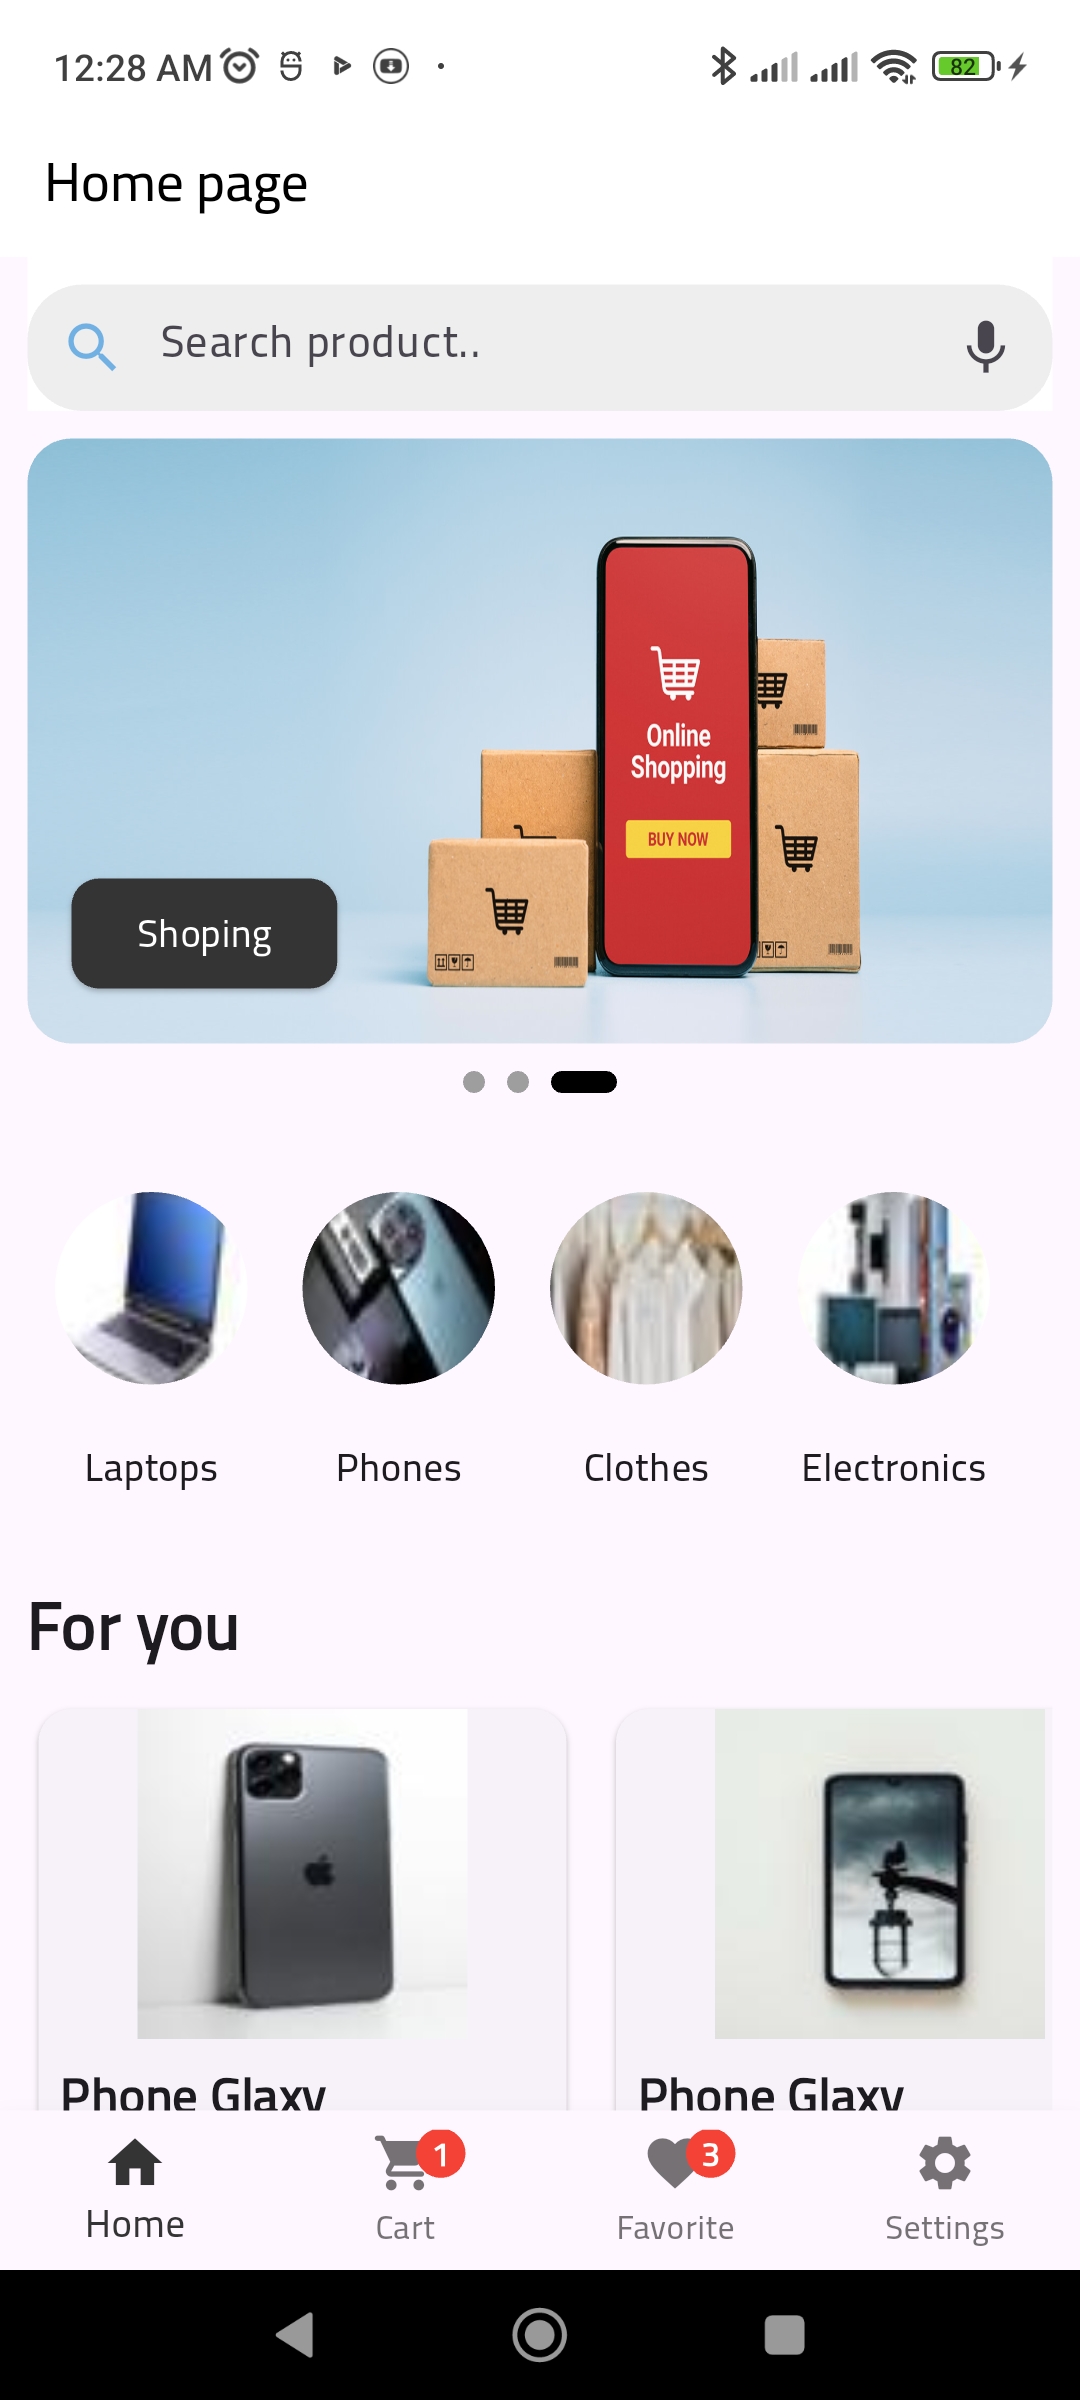 12:28 AM
82
Home page
Search product..
Online
Shopping
BUY NOW
Shoping
Laptops
Phones
Clothes
Electronics
For you
Phone Glaxy
Phone Glaxy
1
3
Home
Cart
Favorite
Settings